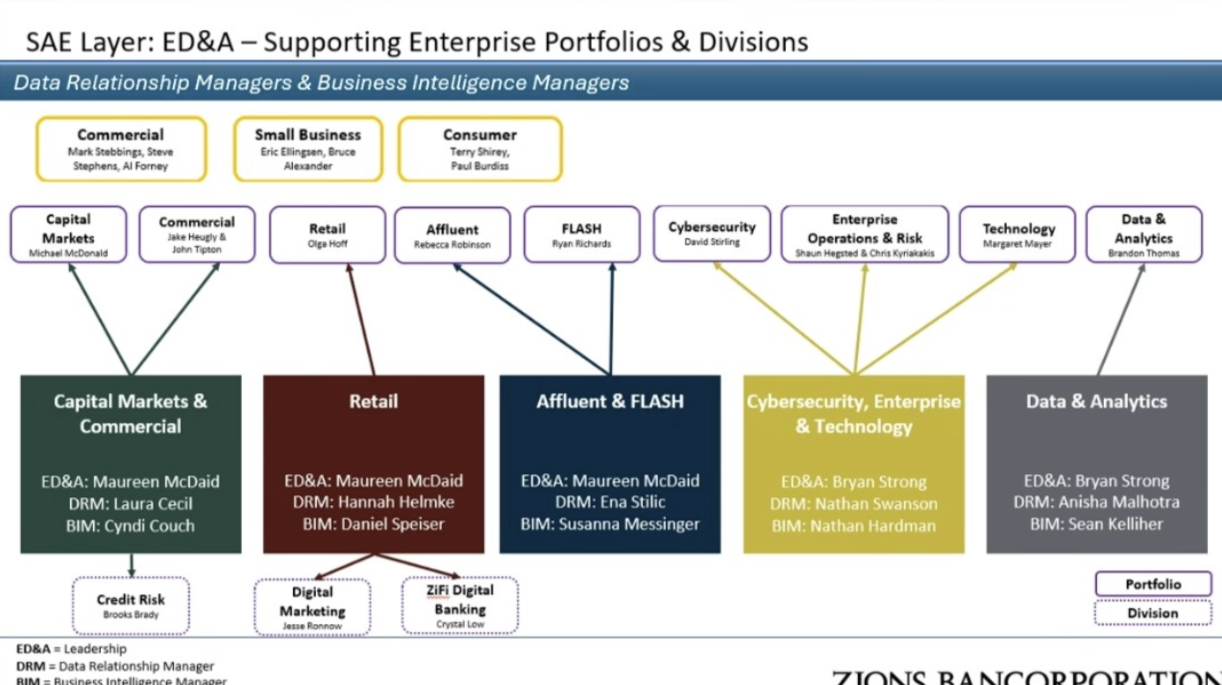 SAE Layer: ED&A – Supporting Enterprise Portfolios & Divisions
Data Relationship Managers & Business Intelligence Managers
Commercial
Mark Stebbings, Steve
Stephens, Al Forney
Small Business
Eric Ellingsen, Bruce
Alexander
Consumer
Terry Shirey,
Paul Burdiss
Capital
Markets
Michael McDonald
Commercial
Jake Heugly &
John Tipton
Retail
Olga Hoff
Affluent
Rebecca Robinson
FLASH
Ryan Richards
Cybersecurity
David Stirling
Enterprise
Operations & Risk
Shaun Hegsted & Chris Kyriakakis
Technology
Margaret Mayer
Data &
Analytics
Brandon Thomas
Capital Markets &
Commercial
ED&A: Maureen McDaid
DRM: Laura Cecil
BIM: Cyndi Couch
Retail
ED&A: Maureen McDaid
DRM: Hannah Helmke
BIM: Daniel Speiser
Affluent & FLASH
ED&A: Maureen McDaid
DRM: Ena Stilic
BIM: Susanna Messinger
Cybersecurity, Enterprise
& Technology
ED&A: Bryan Strong
DRM: Nathan Swanson
BIM: Nathan Hardman
Data & Analytics
ED&A: Bryan Strong
DRM: Anisha Malhotra
BIM: Sean Kelliher
Credit Risk
Brooks Brady
Digital
Marketing
Jesse Ronnow
ZiFi Digital
Banking
Crystal Low
Portfolio
Division
ED&A = Leadership
DRM = Data Relationship Manager
BIM = Business Intelligence Manager
ZIONS BANCORPORATION